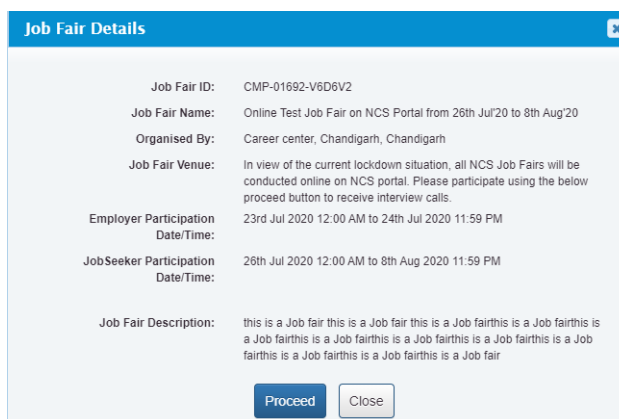 Job Fair Details
Job Fair ID: CMP-01692-V6D6V2
Job Fair Name: Online Test Job Fair on NCS Portal from 26th Jul'20 to 8th Aug'20
Organised By: Career center, Chandigarh, Chandigarh
Job Fair Venue: In view of the current lockdown situation, all NCS Job Fairs will be
conducted online on NCS portal. Please participate using the below
proceed button to receive interview calls.
Employer Participation 23rd Jul 2020 12:00 AM to 24th Jul 2020 11:59 PM
Date/Time:
JobSeeker Participation 26th Jul 2020 12:00 AM to 8th Aug 2020 11:59 PM
Date/Time:
Job Fair Description: this is a Job fair this is a Job fair this is a Job fairthis is a Job fairthis is
a Job fairthis is a Job fairthis is a Job fairthis is a Job fairthis is a Job
fairthis is a Job fairthis is a Job fairthis is a Job fair
Proceed Close